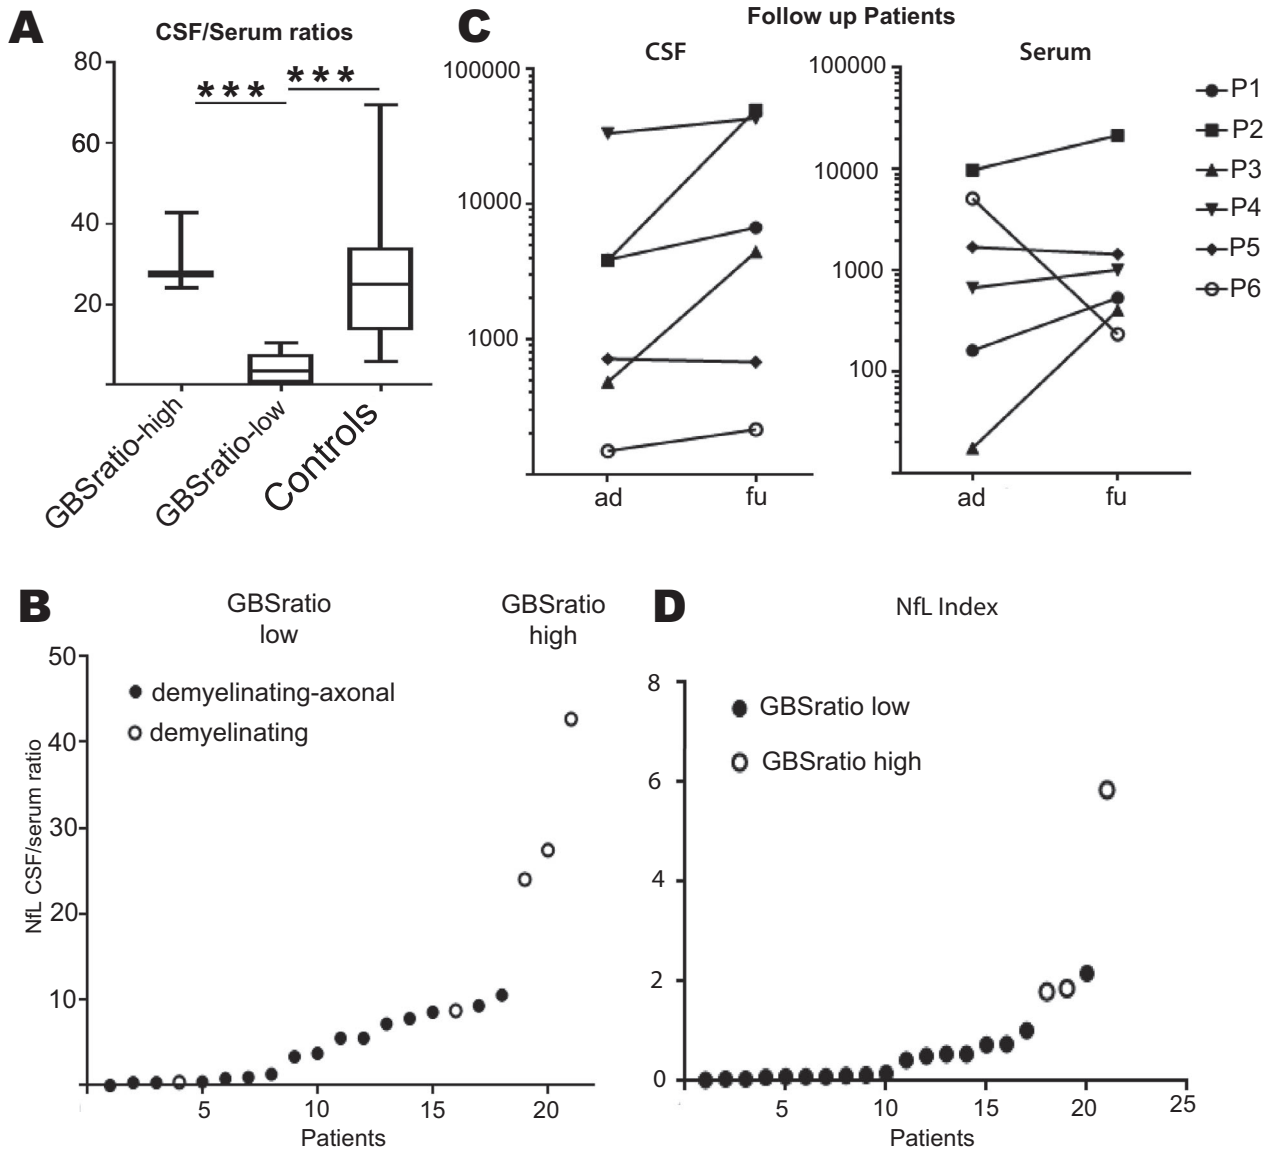 A
CSF/Serum ratios
80
60
40
20
***
***
GBSratio-high
GBSratio-low
Controls
C
Follow up Patients
CSF
100000
10000
1000
ad
fu
Serum
100000
10000
1000
100
ad
fu
P1
P2
P3
P4
P5
P6
B
GBSratio
low
GBSratio
high
demyelinating-axonal
demyelinating
NfL CSF/serum ratio
50
40
30
20
10
5
10
15
20
Patients
D
NfL Index
GBSratio low
GBSratio high
8
6
4
2
0
5
10
15
20
25
Patients